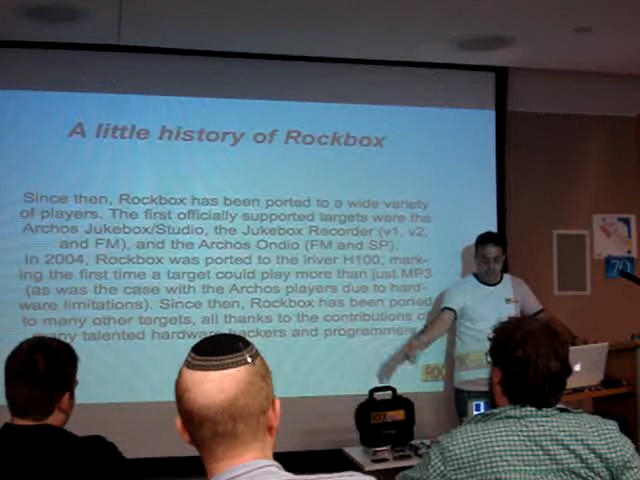 A little history of Rockbox
Since then, Rockbox has been ported to a wide variety
of players. The first officially supported targets were the
Archos Jukebox/Studio, the Jukebox Recorder (v1, v2,
and FM), and the Archos Ondio (FM and SP).
In 2004, Rockbox was ported to the iriver H100, mark-
ing the first time a target could play more than just MP3
(as was the case with the Archos players due to hard-
ware limitations). Since then, Rockbox has been ported
to many other targets, all thanks to the contributions of
many talented hardware hackers and programmers
70